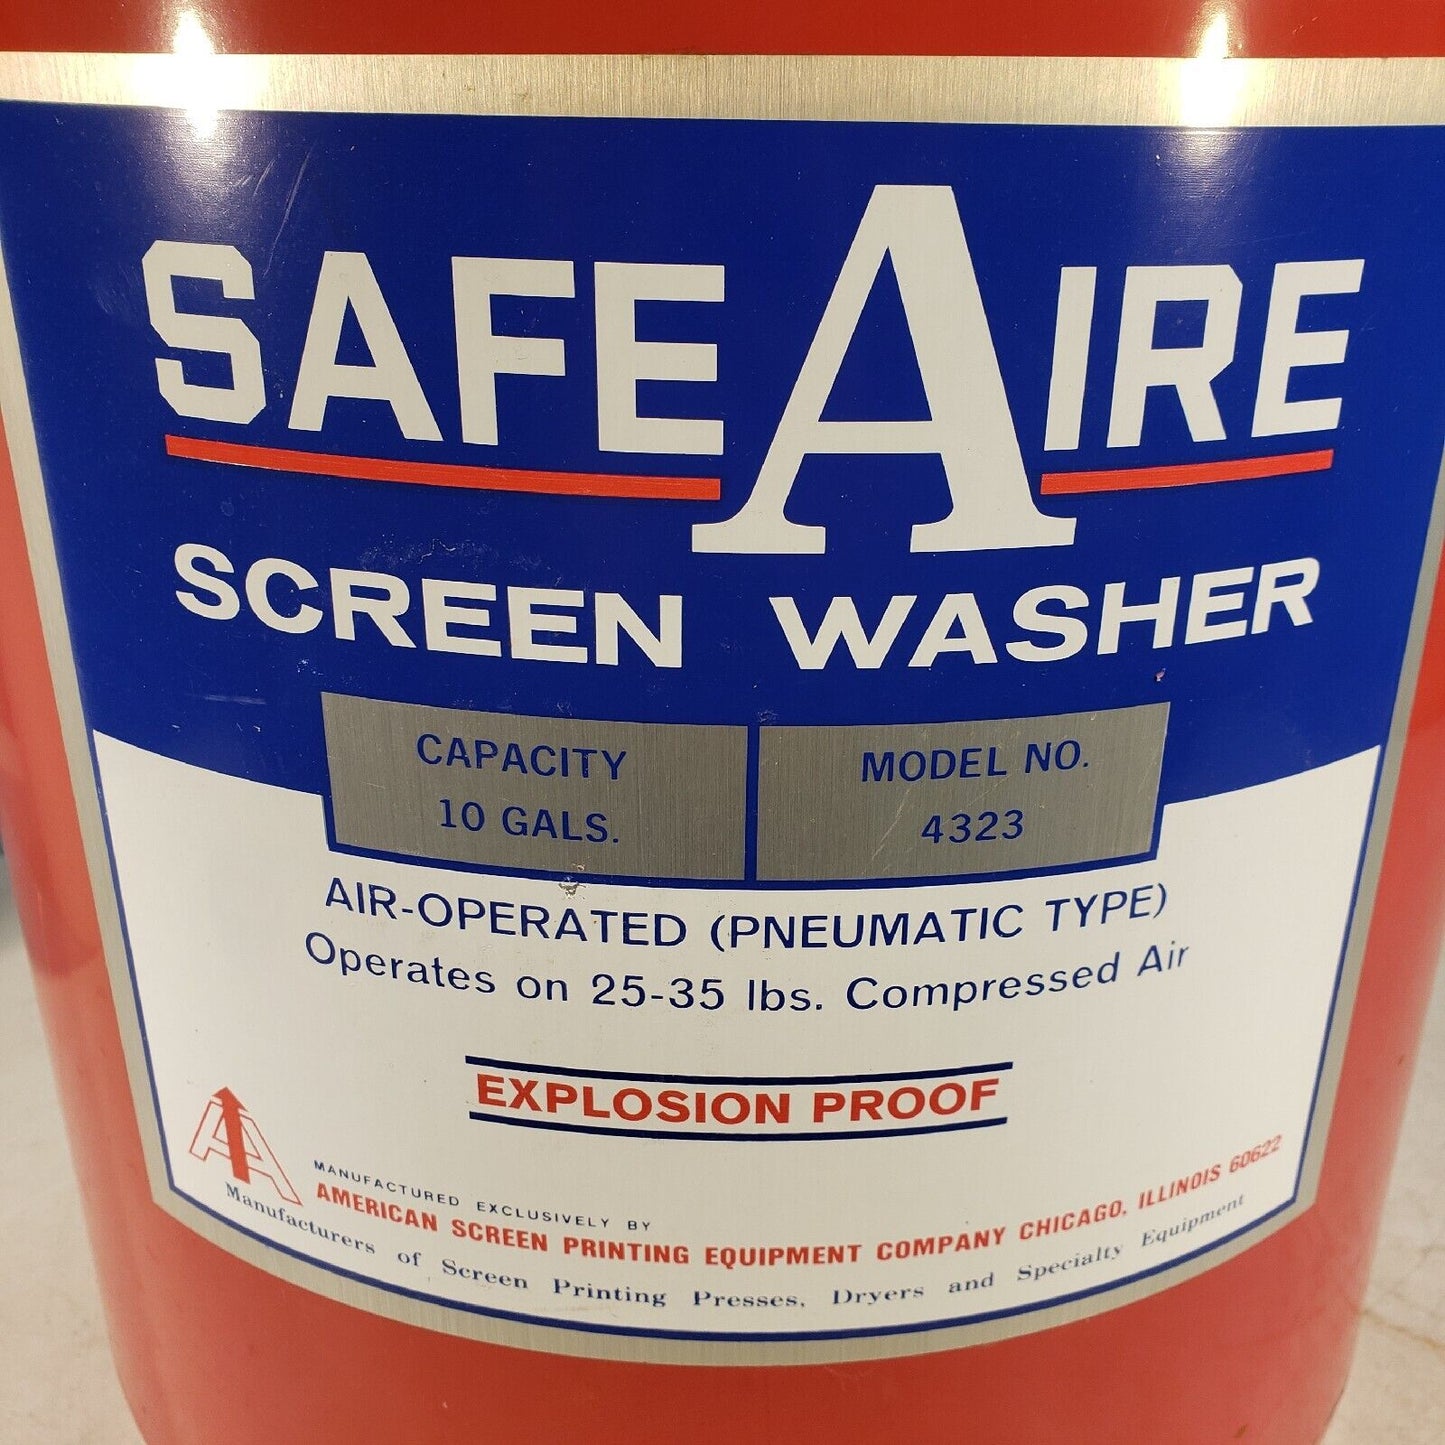 SAFEAIRE
SCREEN WASHER
CAPACITY
10 GALS.
MODEL NO.
4323
AIR-OPERATED (PNEUMATIC TYPE)
Operates on 25-35 lbs. Compressed Air
EXPLOSION PROOF
MANUFACTURED EXCLUSIVELY BY
AMERICAN SCREEN PRINTING EQUIPMENT COMPANY CHICAGO, ILLINOIS 60622
Manufacturers of Screen Printing Presses, Dryers and Specialty Equipment